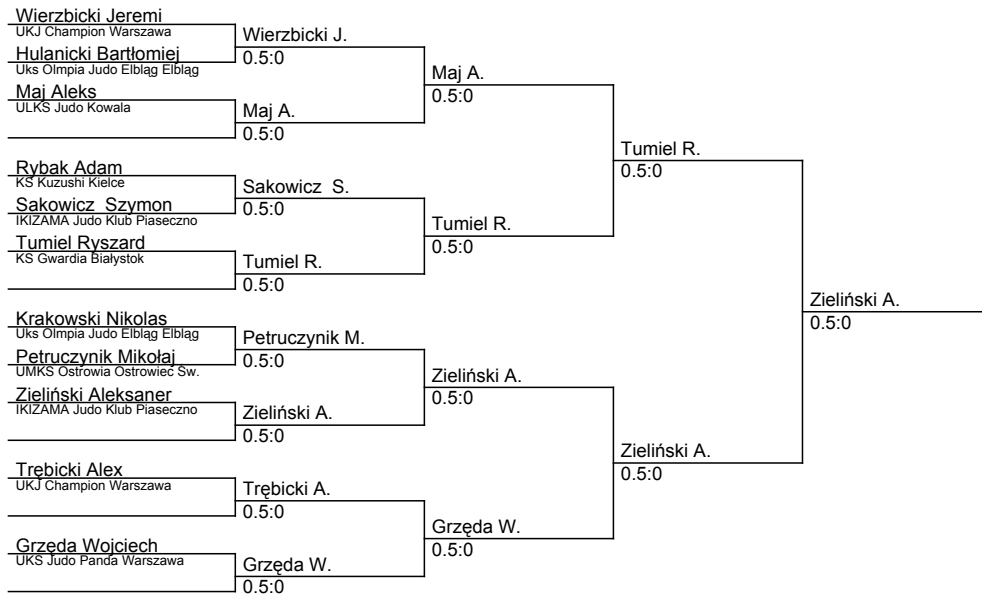 Wierzbicki Jeremi
UKJ Champion Warszawa
Hulanicki Bartłomiej
Uks Olmpia Judo Elbląg Elbląg
Maj Aleks
ULKS Judo Kowala
Rybak Adam
KS Kuzushi Kielce
Sakowicz  Szymon
IKIZAMA Judo Klub Piaseczno
Tumiel Ryszard
KS Gwardia Białystok
Krakowski Nikolas
Uks Olmpia Judo Elbląg Elbląg
Petruczynik Mikołaj
UMKS Ostrowia Ostrowiec Św.
Zieliński Aleksaner
IKIZAMA Judo Klub Piaseczno
Trębicki Alex
UKJ Champion Warszawa
Grzęda Wojciech
UKS Judo Panda Warszawa
Wierzbicki J.
0.5:0
Maj A.
0.5:0
Sakowicz  S.
0.5:0
Tumiel R.
0.5:0
Petruczynik M.
0.5:0
Zieliński A.
0.5:0
Trębicki A.
0.5:0
Grzęda W.
0.5:0
Maj A.
0.5:0
Tumiel R.
0.5:0
Zieliński A.
0.5:0
Grzęda W.
0.5:0
Tumiel R.
0.5:0
Zieliński A.
0.5:0
Zieliński A.
0.5:0